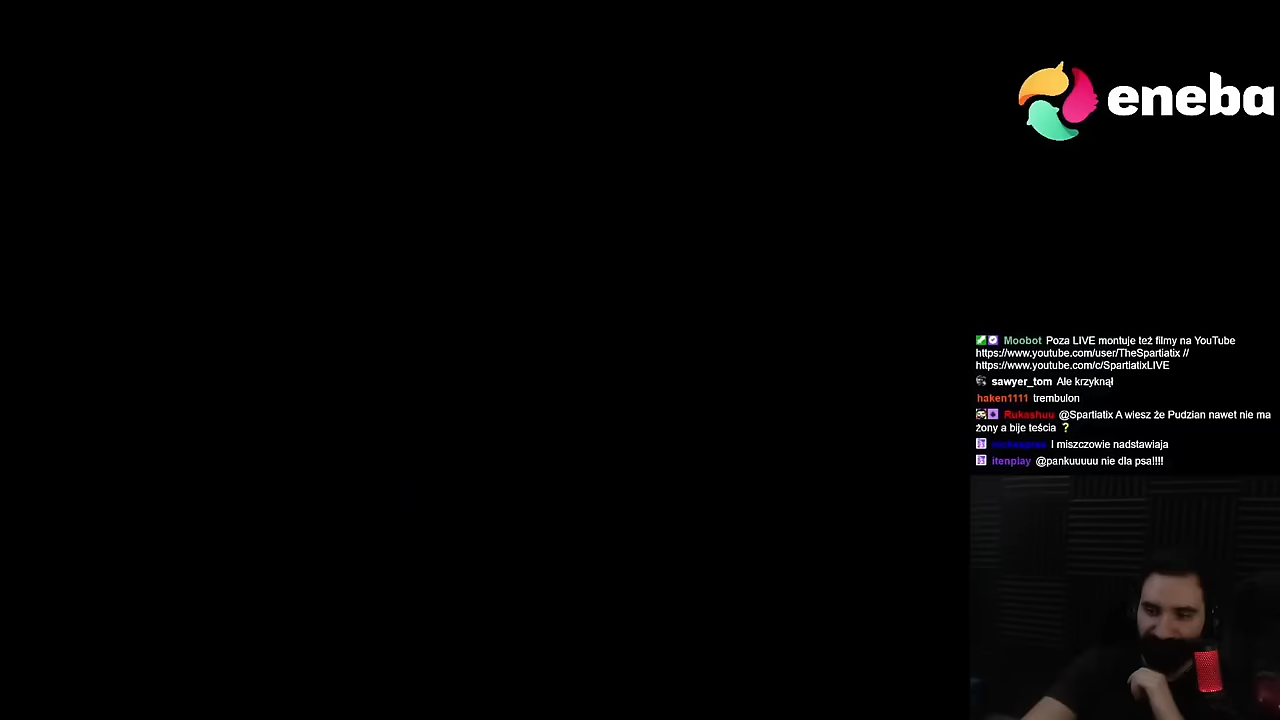 eneba
Moobot Poza LIVE montuje też filmy na YouTube
https://www.youtube.com/user/TheSpartiatix //
https://www.youtube.com/c/SpartiatixLIVE
sawyer_tom Ale krzyknął
haken1111 trembulon
Rukashuu @Spartiatix A wiesz że Pudzian nawet nie ma
żony a bije teścia ?
I miszczowie nadstawiaja
itenplay @pankuuuuu nie dla psa!!!!